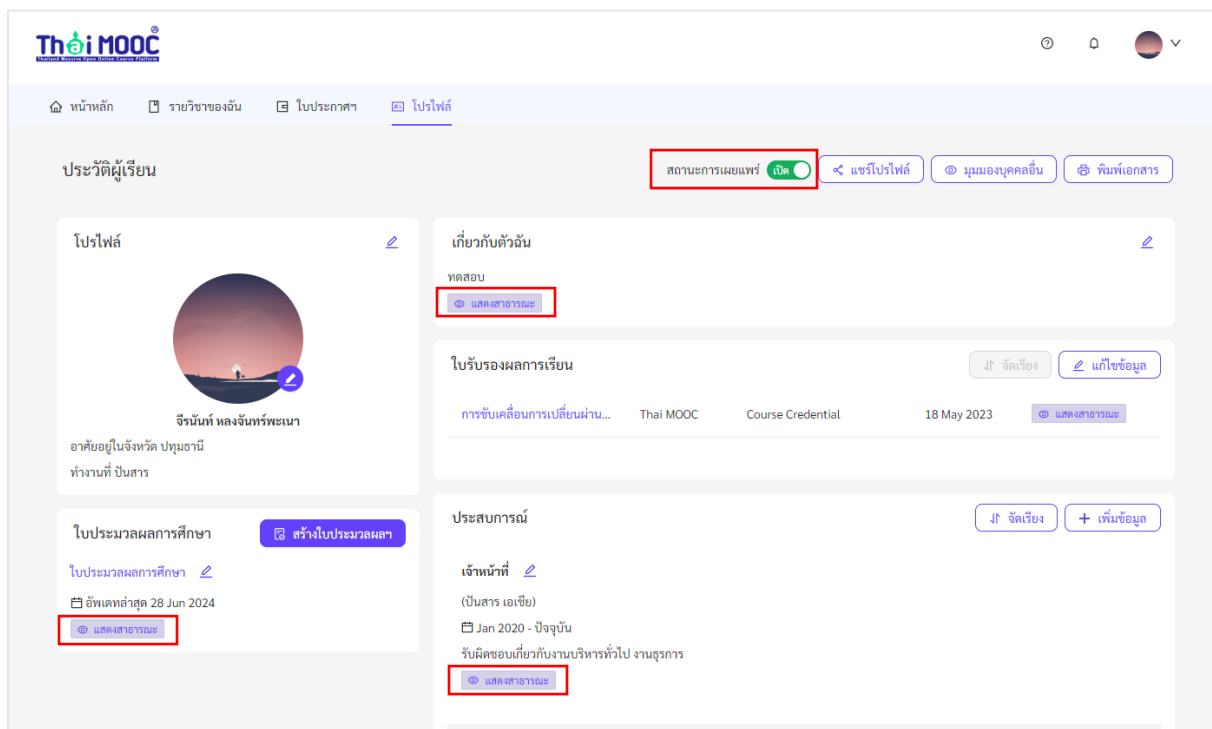 Thai MOOC
Thailand Massive Open Online Course Platform
หน้าหลัก รายวิชาของฉัน ใบประกาศฯ โปรไฟล์
ประวัติผู้เรียน
สถานะการเผยแพร่ เปิด แชร์โปรไฟล์ มุมมองบุคคลอื่น พิมพ์เอกสาร
โปรไฟล์
จีรนันท์ หลงจันทร์พะเนา
อาศัยอยู่ในจังหวัด ปทุมธานี
ทำงานที่ ปันสาร
ใบประมวลผลการศึกษา สร้างใบประมวลผลฯ
ใบประมวลผลการศึกษา
อัพเดทล่าสุด 28 Jun 2024
แสดงสาธารณะ
เกี่ยวกับตัวฉัน
ทดสอบ
แสดงสาธารณะ
ใบรับรองผลการเรียน จัดเรียง แก้ไขข้อมูล
การขับเคลื่อนการเปลี่ยนผ่าน... Thai MOOC Course Credential 18 May 2023 แสดงสาธารณะ
ประสบการณ์ จัดเรียง เพิ่มข้อมูล
เจ้าหน้าที่
(ปันสาร เอเชีย)
Jan 2020 - ปัจจุบัน
รับผิดชอบเกี่ยวกับงานบริหารทั่วไป งานธุรการ
แสดงสาธารณะ